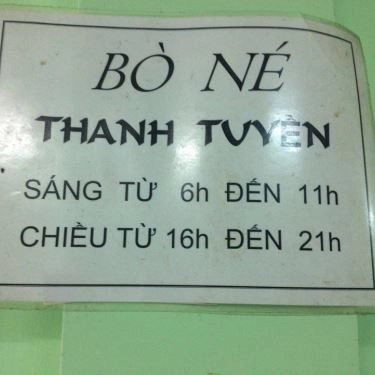 BÒ NÉ
THANH TUYỀN
SÁNG TỪ 6h ĐẾN 11h
CHIỀU TỪ 16h ĐẾN 21h